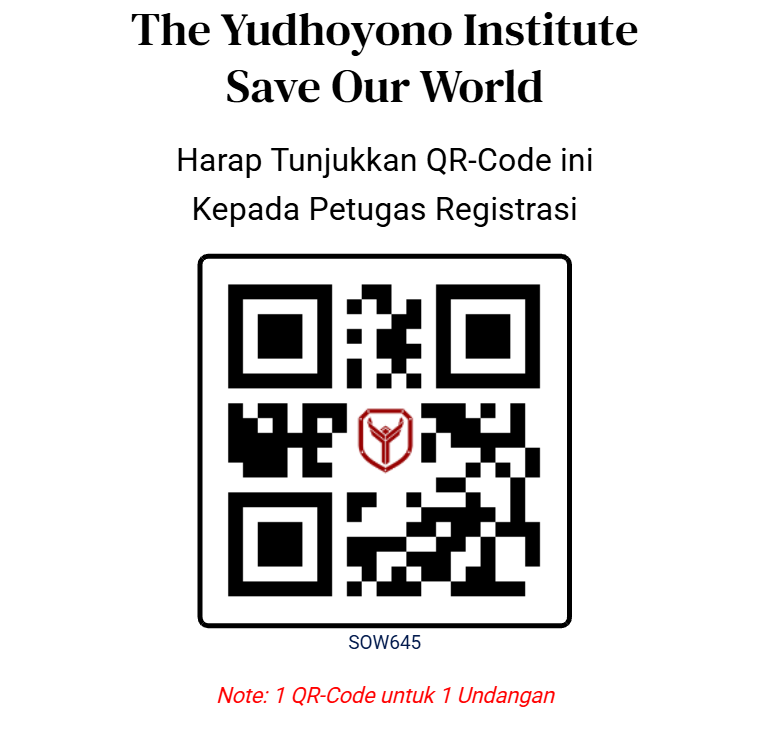 The Yudhoyono Institute
Save Our World
Harap Tunjukkan QR-Code ini
Kepada Petugas Registrasi
SOW645
Note: 1 QR-Code untuk 1 Undangan